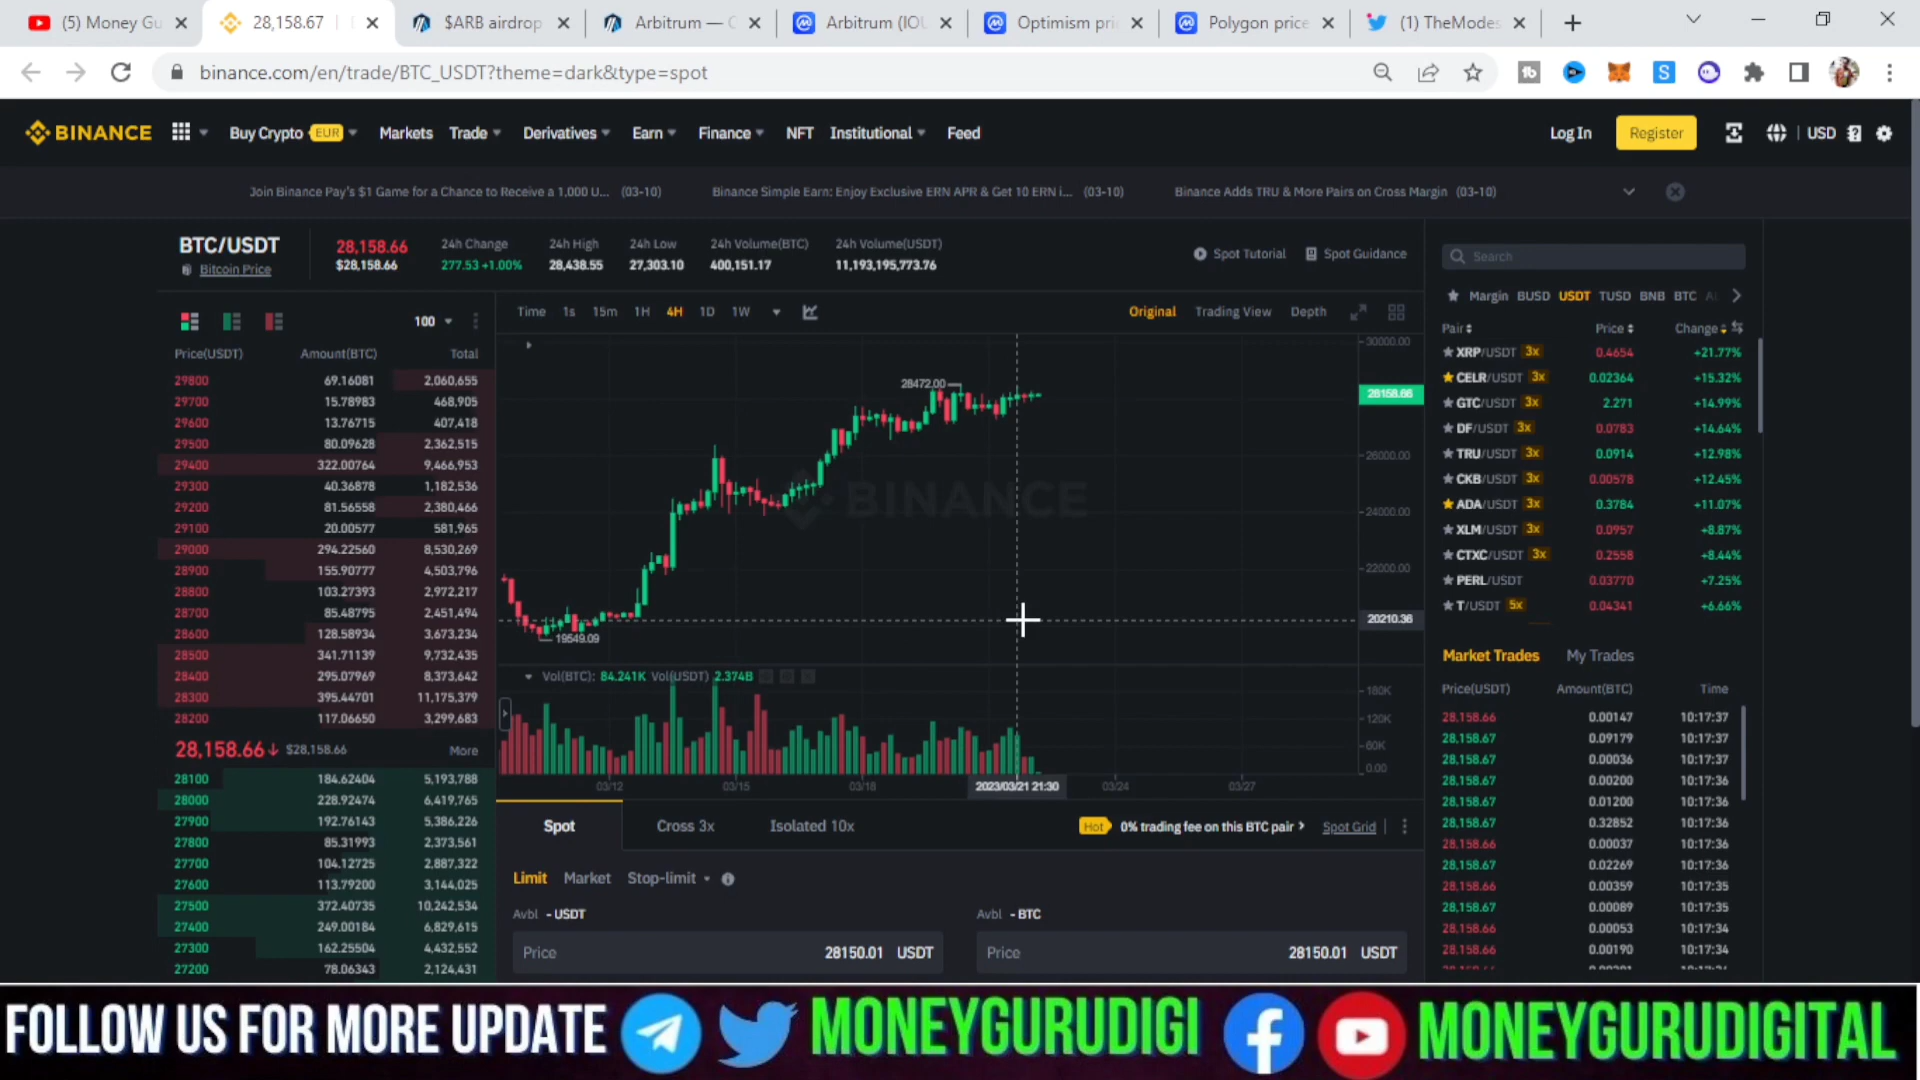 (5) Money Gu
28,158.67
$ARB airdrop
Arbitrum — C
Arbitrum (IOU
Optimism pri
Polygon price
(1) TheModes
binance.com/en/trade/BTC_USDT?theme=dark&type=spot
BINANCE
Buy Crypto EUR
Markets
Trade
Derivatives
Earn
Finance
NFT
Institutional
Feed
Log In
Register
USD
Join Binance Pay's $1 Game for a Chance to Receive a 1,000 U... (03-10)
Binance Simple Earn: Enjoy Exclusive ERN APR & Get 10 ERN i... (03-10)
Binance Adds TRU & More Pairs on Cross Margin (03-10)
BTC/USDT
Bitcoin Price
28,158.66
$28,158.66
24h Change
277.53 +1.00%
24h High
28,438.55
24h Low
27,303.10
24h Volume(BTC)
400,151.17
24h Volume(USDT)
11,193,195,773.76
Spot Tutorial
Spot Guidance
100
Price(USDT) Amount(BTC) Total
29800 69.16081 2,060,655
29700 15.78983 468,905
29600 13.76715 407,418
29500 80.09628 2,362,515
29400 322.00764 9,466,953
29300 40.36878 1,182,536
29200 81.56558 2,380,466
29100 20.00577 581,965
29000 294.22560 8,530,269
28900 155.90777 4,503,796
28800 103.27393 2,972,217
28700 85.48795 2,451,494
28600 128.58934 3,673,234
28500 341.71139 9,732,435
28400 295.07969 8,373,642
28300 395.44701 11,175,379
28200 117.06650 3,299,683
28,158.66↓ $28,158.66 More
28100 184.62404 5,193,788
28000 228.92474 6,419,765
27900 192.76143 5,386,226
27800 85.31993 2,373,561
27700 104.12725 2,887,322
27600 113.79200 3,144,025
27500 372.40735 10,242,534
27400 249.00184 6,829,615
27300 162.25504 4,432,552
27200 78.06343 2,124,431
Time 1s 15m 1H 4H 1D 1W
Original Trading View Depth
30000.00
28472.00
28158.66
26000.00
BINANCE
24000.00
22000.00
20210.36
19549.09
Vol(BTC): 84.241K Vol(USDT) 2.374B
180K
120K
60K
0.00
03/12 03/15 03/18 2023/03/21 21:30 03/24 03/27
Spot Cross 3x Isolated 10x
Hot 0% trading fee on this BTC pair
Spot Grid
Limit Market Stop-limit
Avbl - USDT
Price 28150.01 USDT
Avbl - BTC
Price 28150.01 USDT
Search
Margin BUSD USDT TUSD BNB BTC
Pair Price Change
XRP/USDT 3x 0.4654 +21.77%
CELR/USDT 3x 0.02364 +15.32%
GTC/USDT 3x 2.271 +14.99%
DF/USDT 3x 0.0783 +14.64%
TRU/USDT 3x 0.0914 +12.98%
CKB/USDT 3x 0.00578 +12.45%
ADA/USDT 3x 0.3784 +11.07%
XLM/USDT 3x 0.0957 +8.87%
CTXC/USDT 3x 0.2558 +8.44%
PERL/USDT 0.03770 +7.25%
T/USDT 5x 0.04341 +6.66%
Market Trades My Trades
Price(USDT) Amount(BTC) Time
28,158.66 0.00147 10:17:37
28,158.67 0.09179 10:17:37
28,158.67 0.00036 10:17:37
28,158.67 0.00200 10:17:36
28,158.67 0.01200 10:17:36
28,158.67 0.32852 10:17:36
28,158.66 0.00037 10:17:36
28,158.67 0.02269 10:17:36
28,158.66 0.00359 10:17:35
28,158.67 0.00089 10:17:35
28,158.66 0.00053 10:17:34
28,158.66 0.00190 10:17:34
FOLLOW US FOR MORE UPDATE
MONEYGURUDIGI
MONEYGURUDIGITAL